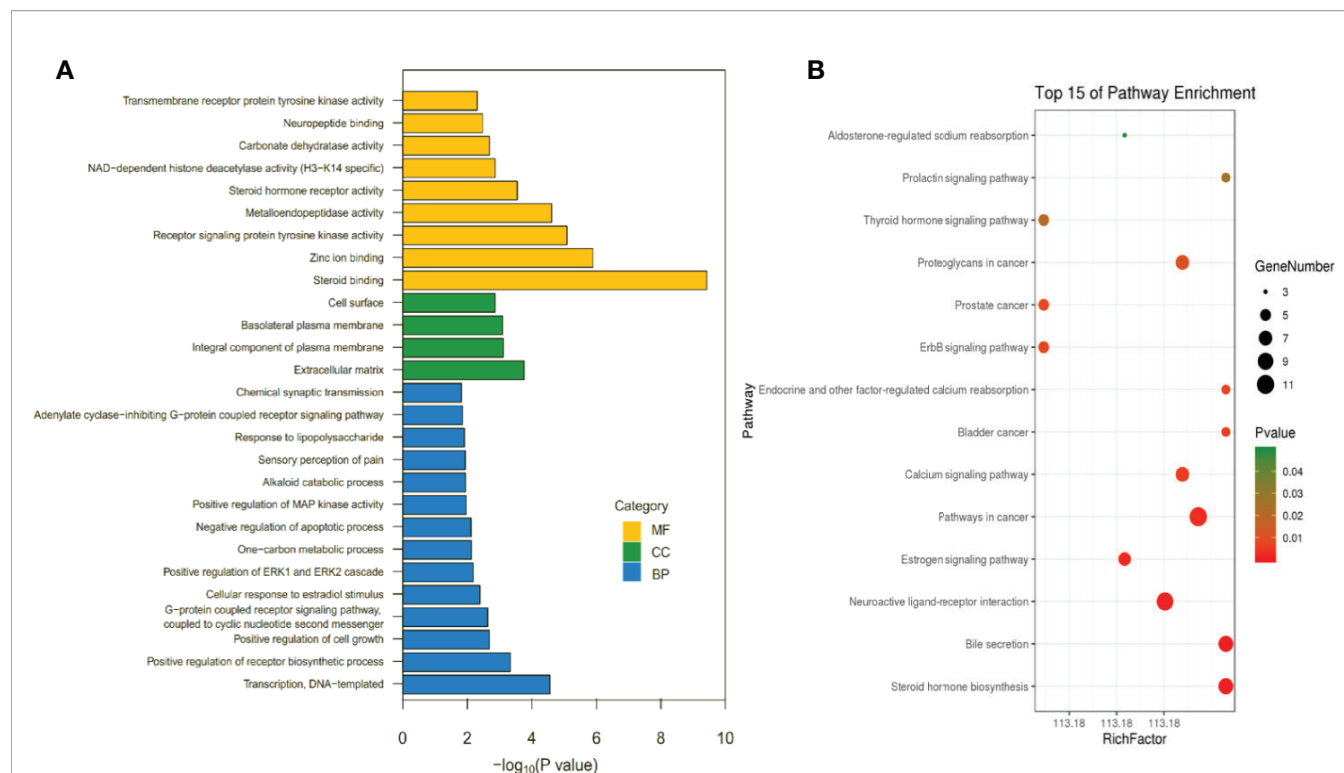 A
Transmembrane receptor protein tyrosine kinase activity
Neuropeptide binding
Carbonate dehydratase activity
NAD−dependent histone deacetylase activity (H3−K14 specific)
Steroid hormone receptor activity
Metalloendopeptidase activity
Receptor signaling protein tyrosine kinase activity
Zinc ion binding
Steroid binding
Cell surface
Basolateral plasma membrane
Integral component of plasma membrane
Extracellular matrix
Chemical synaptic transmission
Adenylate cyclase−inhibiting G−protein coupled receptor signaling pathway
Response to lipopolysaccharide
Sensory perception of pain
Alkaloid catabolic process
Positive regulation of MAP kinase activity
Negative regulation of apoptotic process
One−carbon metabolic process
Positive regulation of ERK1 and ERK2 cascade
Cellular response to estradiol stimulus
G−protein coupled receptor signaling pathway,
coupled to cyclic nucleotide second messenger
Positive regulation of cell growth
Positive regulation of receptor biosynthetic process
Transcription, DNA−templated
Category
MF
CC
BP
0 2 4 6 8 10
−log10(P value)
B
Top 15 of Pathway Enrichment
Pathway
Aldosterone−regulated sodium reabsorption
Prolactin signaling pathway
Thyroid hormone signaling pathway
Proteoglycans in cancer
Prostate cancer
ErbB signaling pathway
Endocrine and other factor−regulated calcium reabsorption
Bladder cancer
Calcium signaling pathway
Pathways in cancer
Estrogen signaling pathway
Neuroactive ligand−receptor interaction
Bile secretion
Steroid hormone biosynthesis
113.18 113.18 113.18
RichFactor
GeneNumber
3
5
7
9
11
Pvalue
0.04
0.03
0.02
0.01